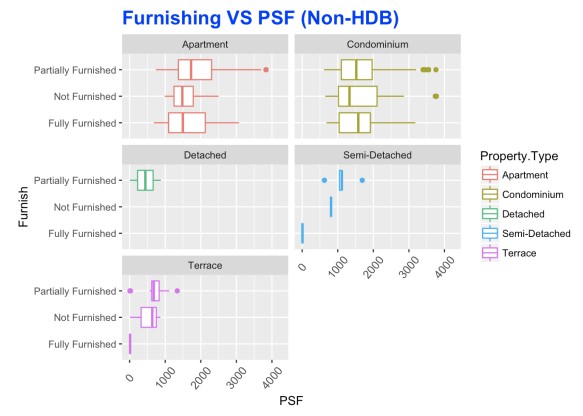 Furnishing VS PSF (Non-HDB)
Apartment
Condominium
Partially Furnished
Not Furnished
Fully Furnished
Detached
Semi-Detached
Partially Furnished
Not Furnished
Fully Furnished
Terrace
Partially Furnished
Not Furnished
Fully Furnished
0 1000 2000 3000 4000
0 1000 2000 3000 4000
PSF
Furnish
Property.Type
Apartment
Condominium
Detached
Semi-Detached
Terrace